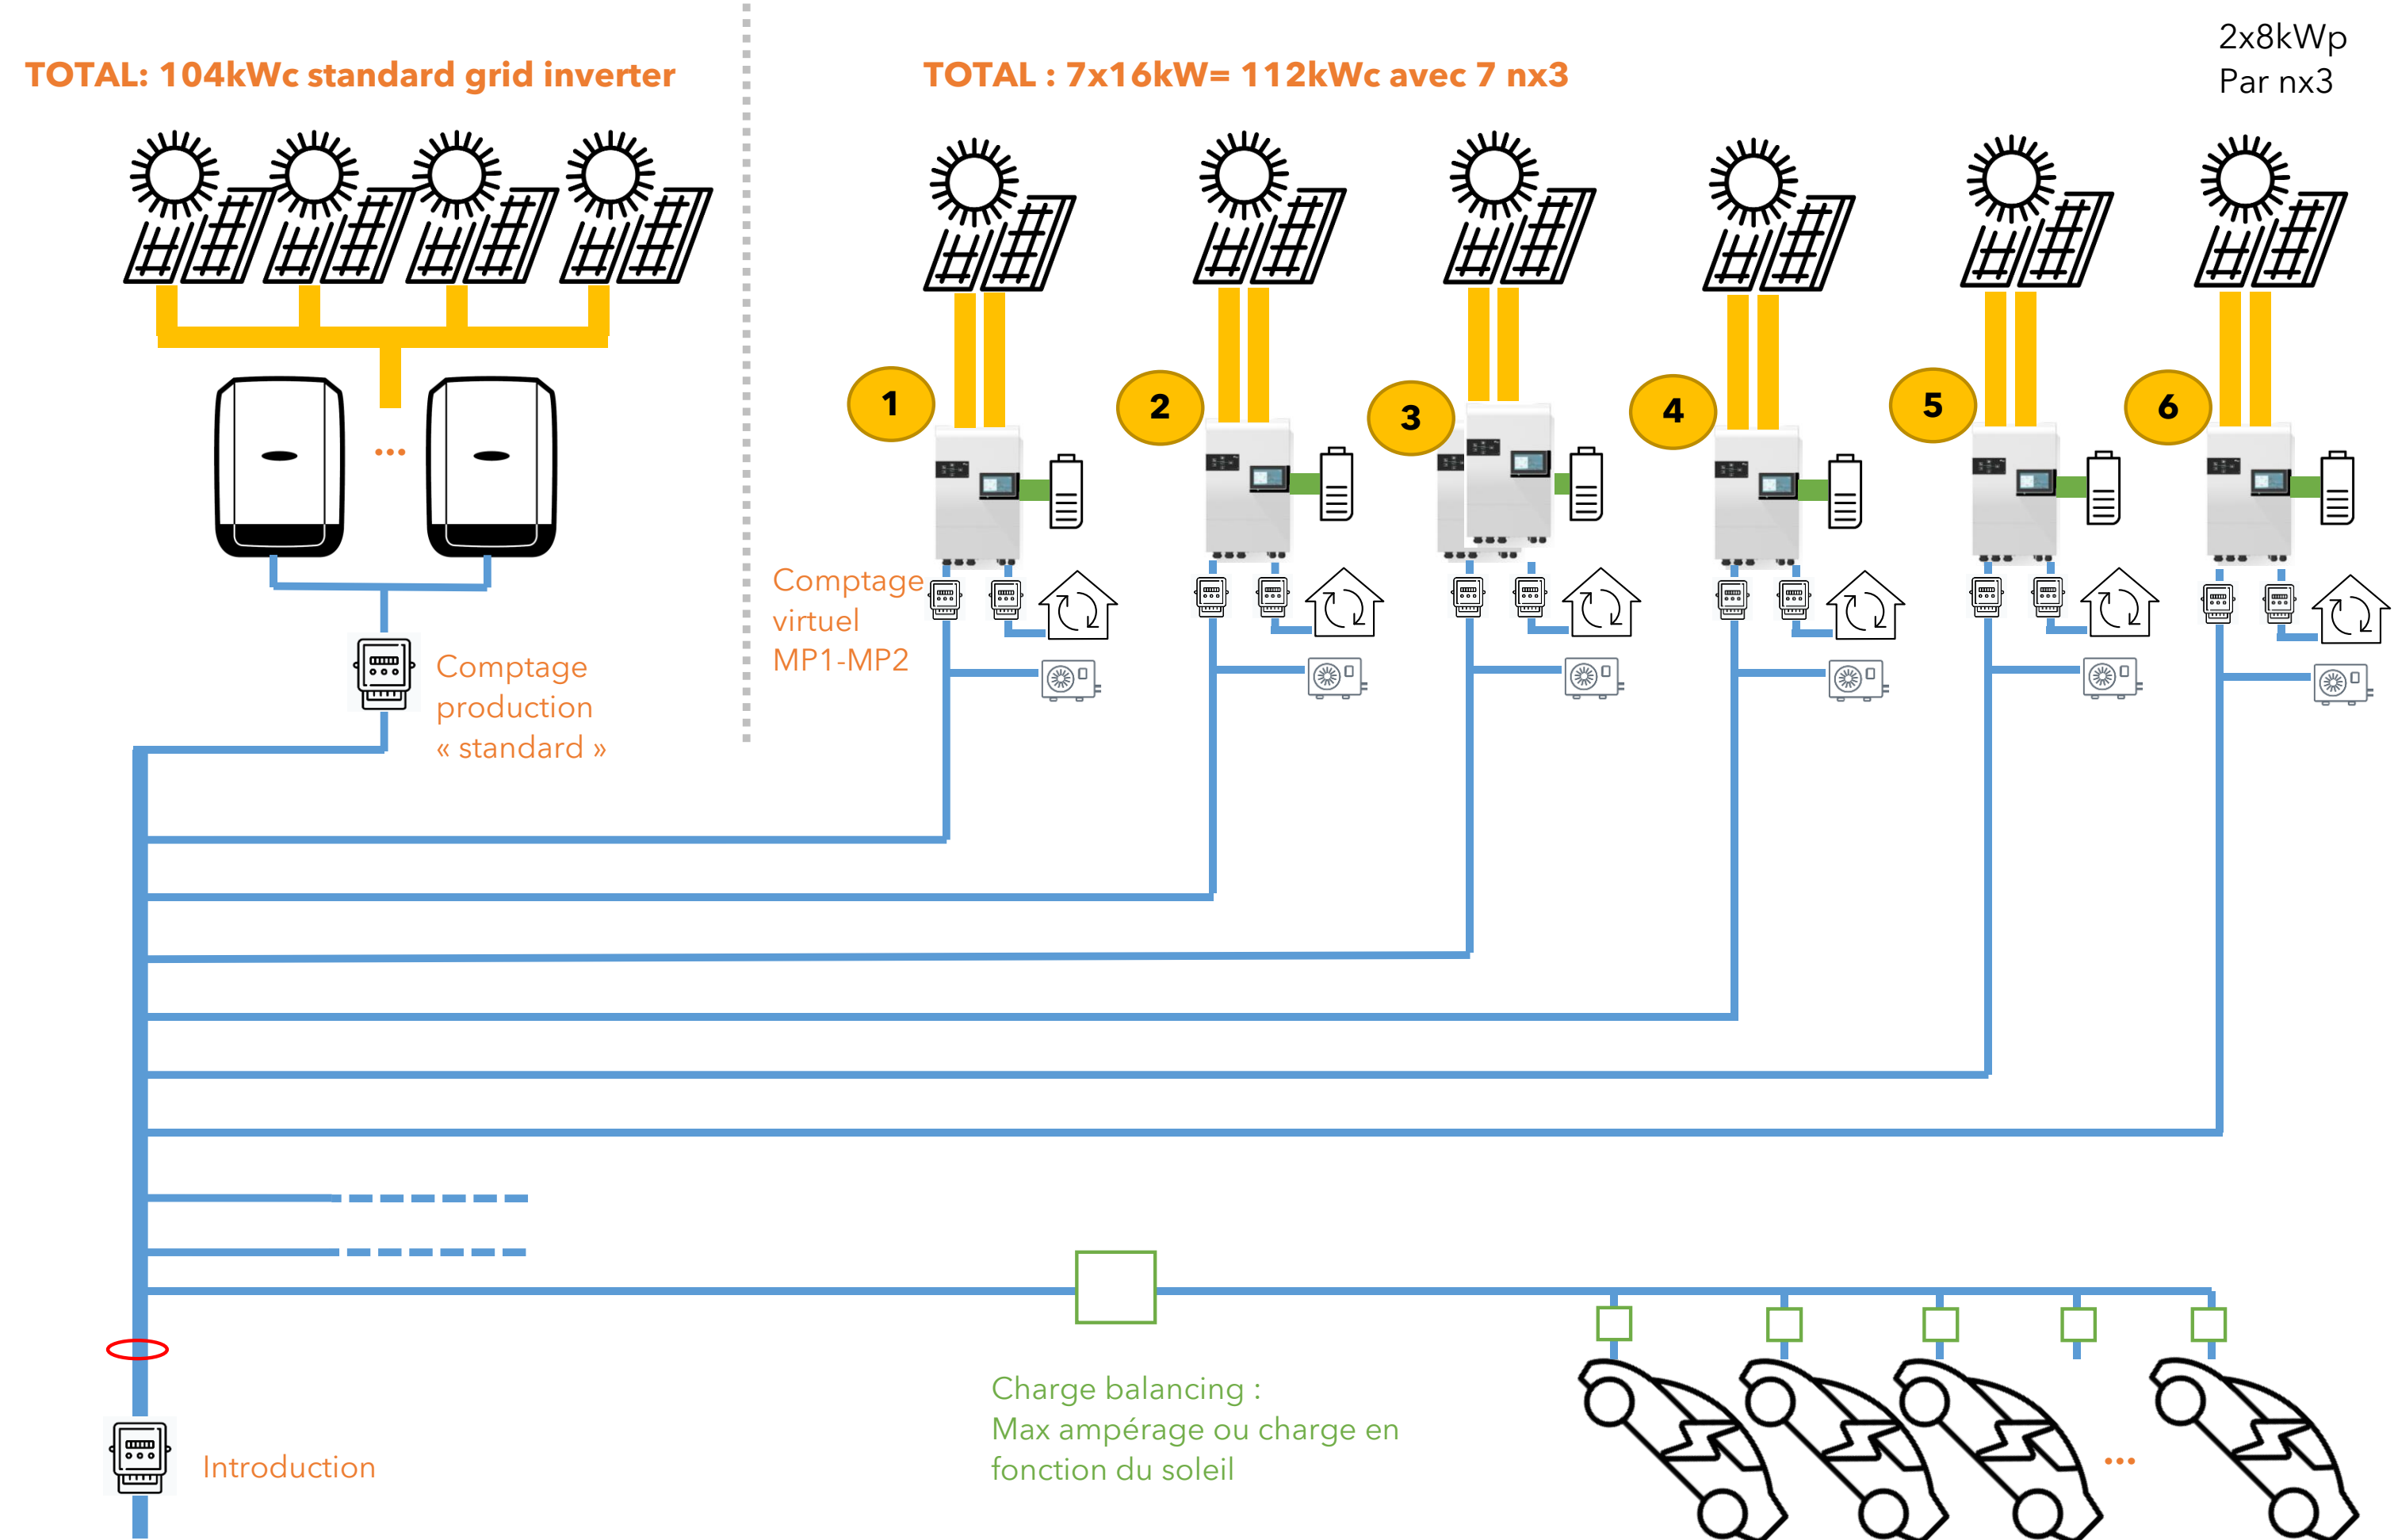 TOTAL: 104kWc standard grid inverter
TOTAL : 7x16kW= 112kWc avec 7 nx3
2x8kWp
Par nx3
1
2
3
4
5
6
...
Comptage
virtuel
MP1-MP2
Comptage
production
« standard »
Charge balancing :
Max ampérage ou charge en
fonction du soleil
...
Introduction